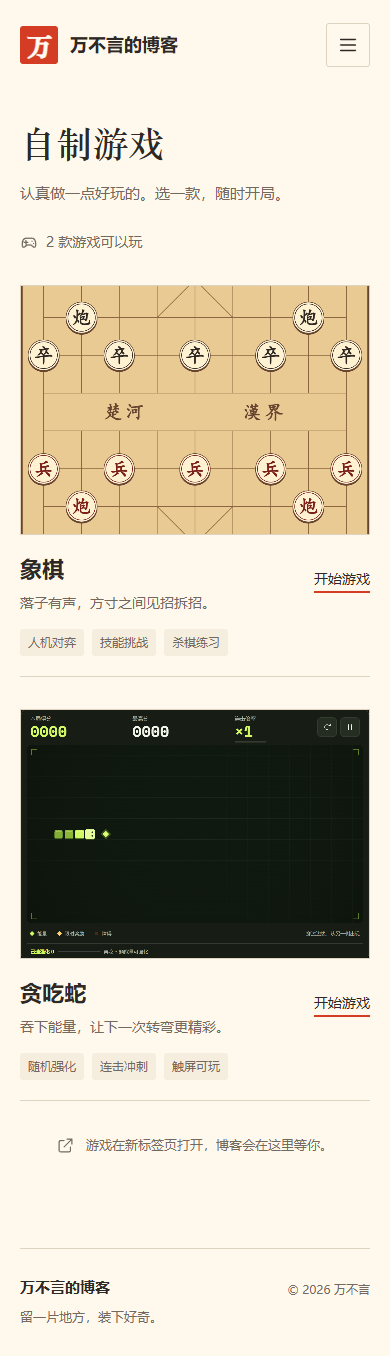 万 万不言的博客
自制游戏
认真做一点好玩的。选一款，随时开局。
2 款游戏可以玩
炮 炮
卒 卒 卒 卒 卒
楚河 漢界
兵 兵 兵 兵 兵
炮 炮
象棋
开始游戏
落子有声，方寸之间见招拆招。
人机对弈 技能挑战 杀棋练习
0000 0000 ×1
贪吃蛇
开始游戏
吞下能量，让下一次转弯更精彩。
随机强化 连击冲刺 触屏可玩
游戏在新标签页打开，博客会在这里等你。
万不言的博客
© 2026 万不言
留一片地方，装下好奇。